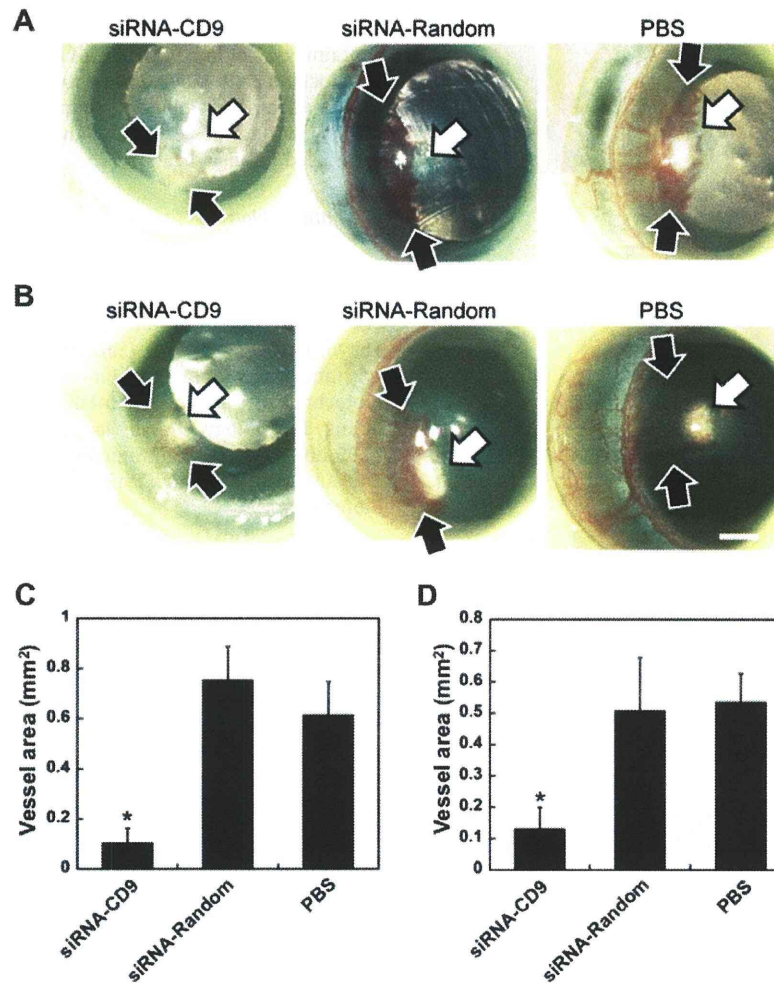 A
siRNA-CD9 siRNA-Random PBS
B
siRNA-CD9 siRNA-Random PBS
C
Vessel area (mm²)
1
0.8
0.6
0.4
0.2
0
*
siRNA-CD9
siRNA-Random
PBS
D
Vessel area (mm²)
0.8
0.7
0.6
0.5
0.4
0.3
0.2
0.1
0
*
siRNA-CD9
siRNA-Random
PBS